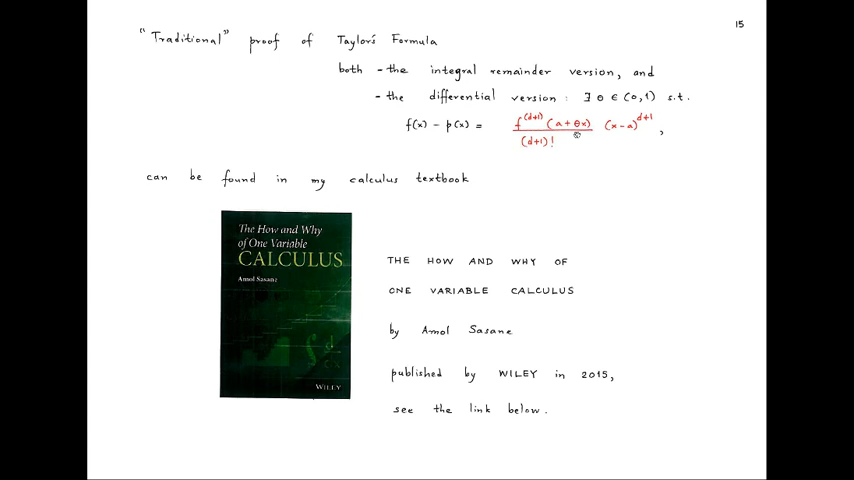 15
"Traditional" proof of Taylor's Formula
both - the integral remainder version, and
- the differential version : ∃ θ ∈ (0,1) s.t.
f(x) - p(x) = f^(d+1) (a + θx) / (d+1)! (x-a)^d+1 ,
can be found in my calculus textbook
The How and Why
of One Variable
CALCULUS
Amol Sasane
WILEY
THE HOW AND WHY OF
ONE VARIABLE CALCULUS
by Amol Sasane
published by WILEY in 2015,
see the link below.